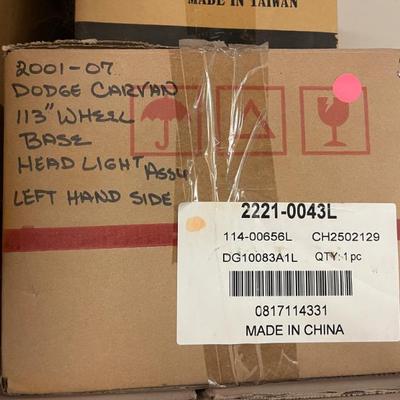 MADE IN TAIWAN
2001-07
DODGE CARVAN
113" WHEEL
BASE
HEAD LIGHT ASSY
LEFT HAND SIDE
2221-0043L
114-00656L CH2502129
DG10083A1L QTY: 1 pc
0817114331
MADE IN CHINA